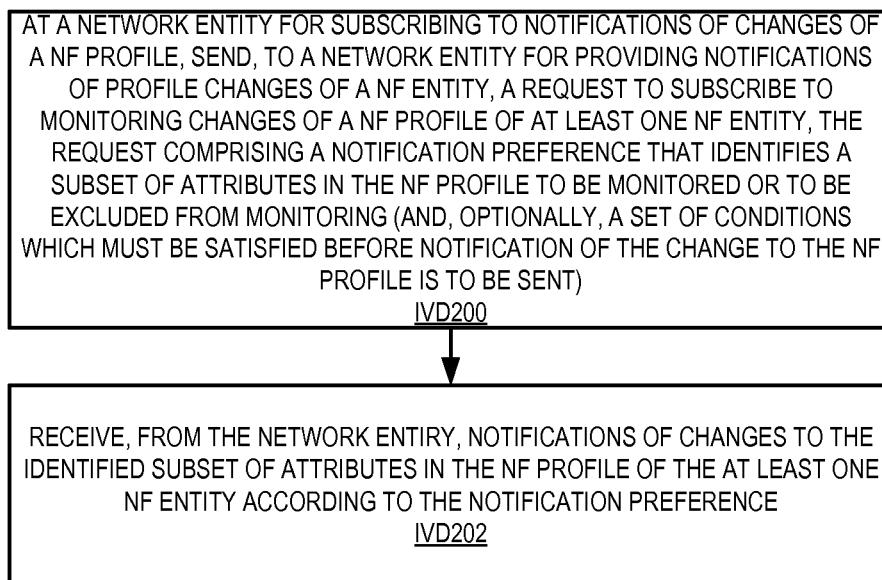 AT A NETWORK ENTITY FOR SUBSCRIBING TO NOTIFICATIONS OF CHANGES OF
A NF PROFILE, SEND, TO A NETWORK ENTITY FOR PROVIDING NOTIFICATIONS
OF PROFILE CHANGES OF A NF ENTITY, A REQUEST TO SUBSCRIBE TO
MONITORING CHANGES OF A NF PROFILE OF AT LEAST ONE NF ENTITY, THE
REQUEST COMPRISING A NOTIFICATION PREFERENCE THAT IDENTIFIES A
SUBSET OF ATTRIBUTES IN THE NF PROFILE TO BE MONITORED OR TO BE
EXCLUDED FROM MONITORING (AND, OPTIONALLY, A SET OF CONDITIONS
WHICH MUST BE SATISFIED BEFORE NOTIFICATION OF THE CHANGE TO THE NF
PROFILE IS TO BE SENT)
IVD200
RECEIVE, FROM THE NETWORK ENTIRY, NOTIFICATIONS OF CHANGES TO THE
IDENTIFIED SUBSET OF ATTRIBUTES IN THE NF PROFILE OF THE AT LEAST ONE
NF ENTITY ACCORDING TO THE NOTIFICATION PREFERENCE
IVD202